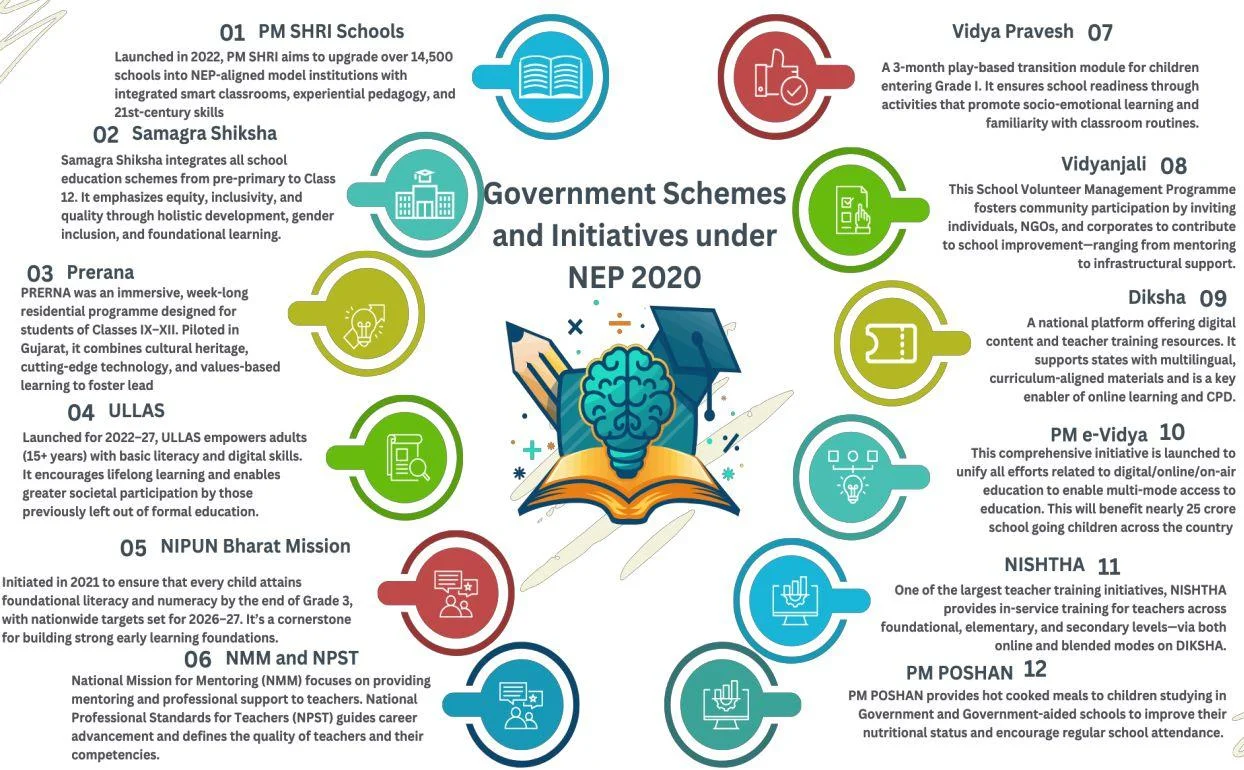 01 PM SHRI Schools
Launched in 2022, PM SHRI aims to upgrade over 14,500
schools into NEP-aligned model institutions with
integrated smart classrooms, experiential pedagogy, and
21st-century skills
02 Samagra Shiksha
Samagra Shiksha integrates all school
education schemes from pre-primary to Class
12. It emphasizes equity, inclusivity, and
quality through holistic development, gender
inclusion, and foundational learning.
03 Prerana
PRERNA was an immersive, week-long
residential programme designed for
students of Classes IX–XII. Piloted in
Gujarat, it combines cultural heritage,
cutting-edge technology, and values-based
learning to foster lead
04 ULLAS
Launched for 2022–27, ULLAS empowers adults
(15+ years) with basic literacy and digital skills.
It encourages lifelong learning and enables
greater societal participation by those
previously left out of formal education.
05 NIPUN Bharat Mission
Initiated in 2021 to ensure that every child attains
foundational literacy and numeracy by the end of Grade 3,
with nationwide targets set for 2026–27. It's a cornerstone
for building strong early learning foundations.
06 NMM and NPST
National Mission for Mentoring (NMM) focuses on providing
mentoring and professional support to teachers. National
Professional Standards for Teachers (NPST) guides career
advancement and defines the quality of teachers and their
competencies.
Government Schemes
and Initiatives under
NEP 2020
Vidya Pravesh 07
A 3-month play-based transition module for children
entering Grade I. It ensures school readiness through
activities that promote socio-emotional learning and
familiarity with classroom routines.
Vidyanjali 08
This School Volunteer Management Programme
fosters community participation by inviting
individuals, NGOs, and corporates to contribute
to school improvement—ranging from mentoring
to infrastructural support.
Diksha 09
A national platform offering digital
content and teacher training resources. It
supports states with multilingual,
curriculum-aligned materials and is a key
enabler of online learning and CPD.
PM e-Vidya 10
This comprehensive initiative is launched to
unify all efforts related to digital/online/on-air
education to enable multi-mode access to
education. This will benefit nearly 25 crore
school going children across the country
NISHTHA 11
One of the largest teacher training initiatives, NISHTHA
provides in-service training for teachers across
foundational, elementary, and secondary levels—via both
online and blended modes on DIKSHA.
PM POSHAN 12
PM POSHAN provides hot cooked meals to children studying in
Government and Government-aided schools to improve their
nutritional status and encourage regular school attendance.